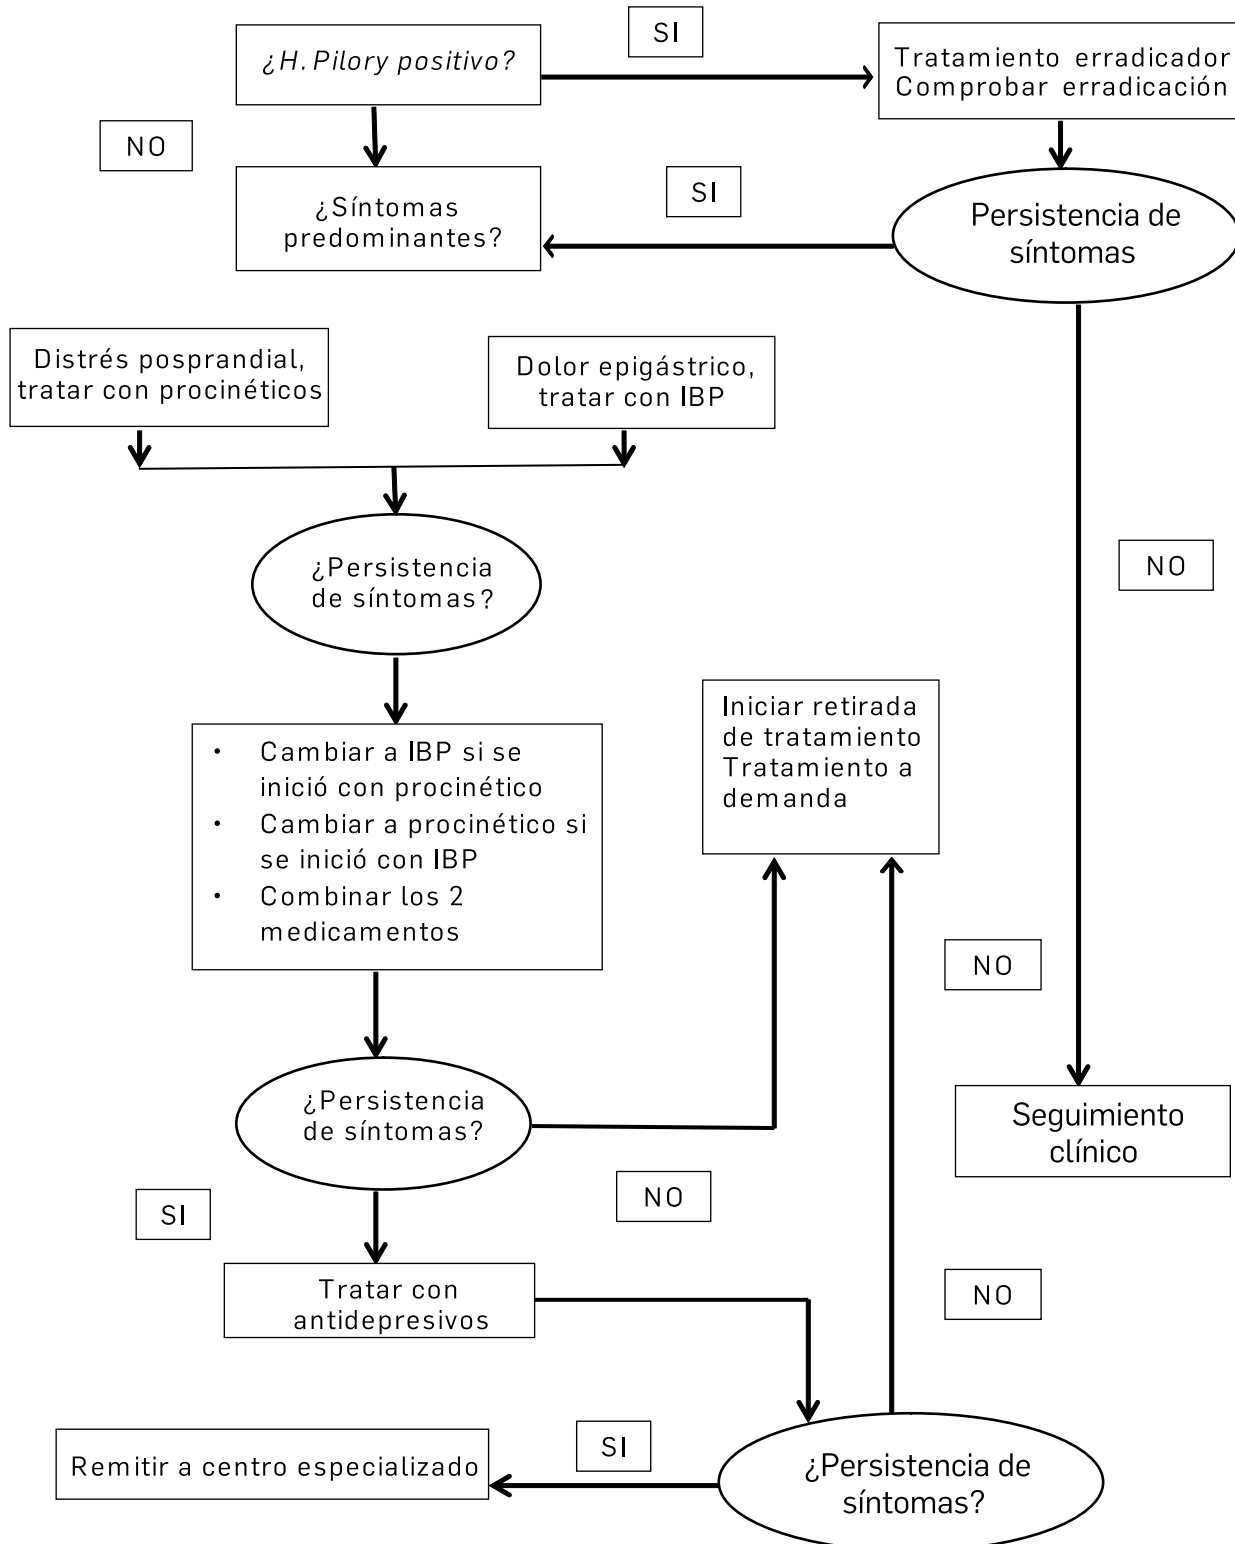 SI
¿H. Pilory positivo?
Tratamiento erradicador
Comprobar erradicación
NO
¿Síntomas
predominantes?
SI
Persistencia de
síntomas
Distrés posprandial,
tratar con procinéticos
Dolor epigástrico,
tratar con IBP
¿Persistencia
de síntomas?
NO
• Cambiar a IBP si se
inició con procinético
• Cambiar a procinético si
se inició con IBP
• Combinar los 2
medicamentos
Iniciar retirada
de tratamiento
Tratamiento a
demanda
NO
¿Persistencia
de síntomas?
Seguimiento
clínico
SI
NO
Tratar con
antidepresivos
NO
Remitir a centro especializado
SI
¿Persistencia de
síntomas?